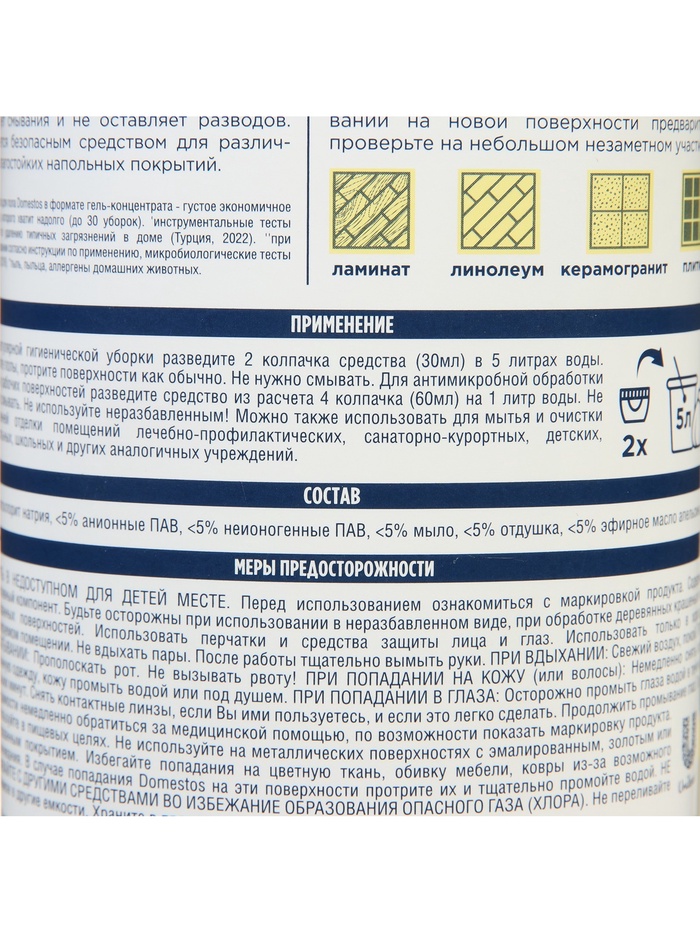 смывания и не оставляет разводов.
безопасным средством для различ-
напольных покрытий.
Domestos в формате гель-концентрата - густое экономичное
хватит надолго (до 30 уборок). *инструментальные тесты
типичных загрязнений в доме (Турция, 2022). **при
согласно инструкции по применению, микробиологические тесты
пыльца, аллергены домашних животных.
вании на новой поверхности предварит
проверьте на небольшом незаметном участ
ламинат
линолеум
керамогранит
плит
ПРИМЕНЕНИЕ
гигиенической уборки разведите 2 колпачка средства (30мл) в 5 литрах воды.
протрите поверхности как обычно. Не нужно смывать. Для антимикробной обработки
поверхностей разведите средство из расчета 4 колпачка (60мл) на 1 литр воды. Не
Не используйте неразбавленным! Можно также использовать для мытья и очистки
отделки помещений лечебно-профилактических, санаторно-курортных, детских,
школьных и других аналогичных учреждений.
2x
5л
СОСТАВ
натрия, <5% анионные ПАВ, <5% неионогенные ПАВ, <5% мыло, <5% отдушка, <5% эфирное масло
МЕРЫ ПРЕДОСТОРОЖНОСТИ
В НЕДОСТУПНОМ ДЛЯ ДЕТЕЙ МЕСТЕ. Перед использованием ознакомиться с маркировкой продукта.
компонент. Будьте осторожны при использовании в неразбавленном виде, при обработке деревянных
поверхностей. Использовать перчатки и средства защиты лица и глаз. Использовать только
помещении. Не вдыхать пары. После работы тщательно вымыть руки. ПРИ ВДЫХАНИИ: Свежий воздух,
Прополоскать рот. Не вызывать рвоту! ПРИ ПОПАДАНИИ НА КОЖУ (или волосы): Немедленно
одежду, кожу промыть водой или под душем. ПРИ ПОПАДАНИИ В ГЛАЗА: Осторожно промыть глаза водой
минут. Снять контактные линзы, если Вы ими пользуетесь, и если это легко сделать. Продолжить промывание
немедленно обратиться за медицинской помощью, по возможности показать маркировку продукта.
в пищевых целях. Не используйте на металлических поверхностях с эмалированным, золотым или
покрытием. Избегайте попадания на цветную ткань, обивку мебели, ковры из-за возможного
В случае попадания Domestos на эти поверхности протрите их и тщательно промойте водой. НЕ
С ДРУГИМИ СРЕДСТВАМИ ВО ИЗБЕЖАНИЕ ОБРАЗОВАНИЯ ОПАСНОГО ГАЗА (ХЛОРА). Не переливайте
в другие емкости. Храните